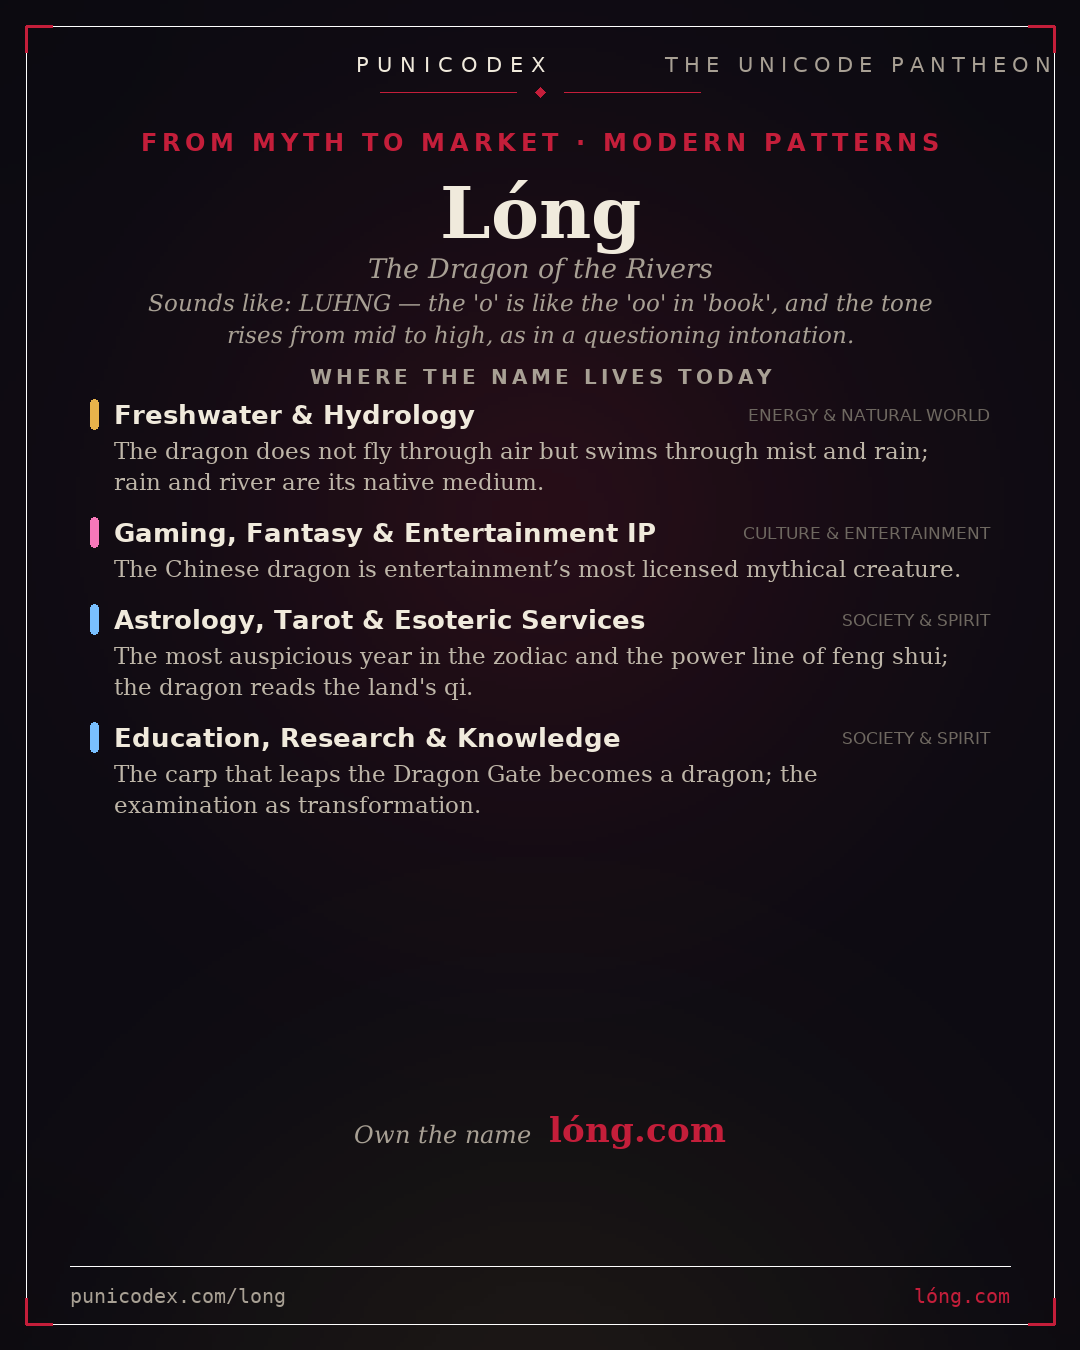 PUNICODEX THE UNICODE PANTHEON
FROM MYTH TO MARKET · MODERN PATTERNS
Lóng
The Dragon of the Rivers
Sounds like: LUHNG — the 'o' is like the 'oo' in 'book', and the tone
rises from mid to high, as in a questioning intonation.
WHERE THE NAME LIVES TODAY
Freshwater & Hydrology ENERGY & NATURAL WORLD
The dragon does not fly through air but swims through mist and rain;
rain and river are its native medium.
Gaming, Fantasy & Entertainment IP CULTURE & ENTERTAINMENT
The Chinese dragon is entertainment’s most licensed mythical creature.
Astrology, Tarot & Esoteric Services SOCIETY & SPIRIT
The most auspicious year in the zodiac and the power line of feng shui;
the dragon reads the land's qi.
Education, Research & Knowledge SOCIETY & SPIRIT
The carp that leaps the Dragon Gate becomes a dragon; the
examination as transformation.
Own the name lóng.com
punicodex.com/long lóng.com